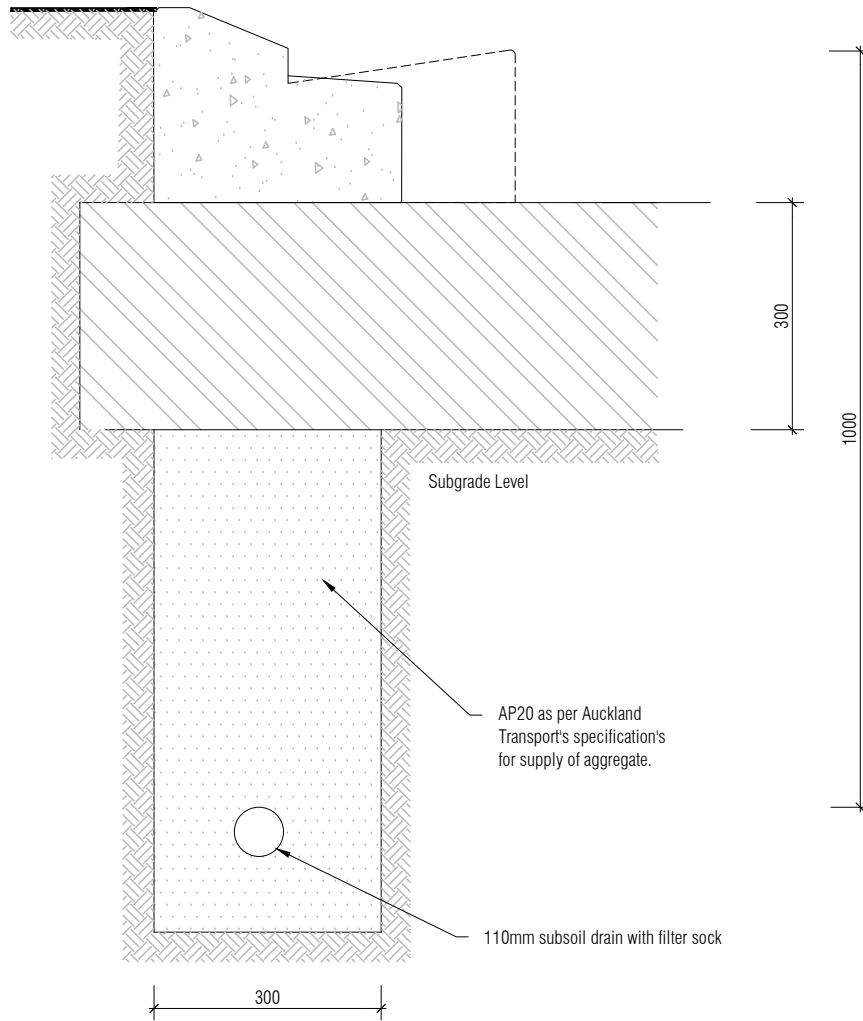 300
1000
Subgrade Level
AP20 as per Auckland
Transport's specification's
for supply of aggregate.
110mm subsoil drain with filter sock
300